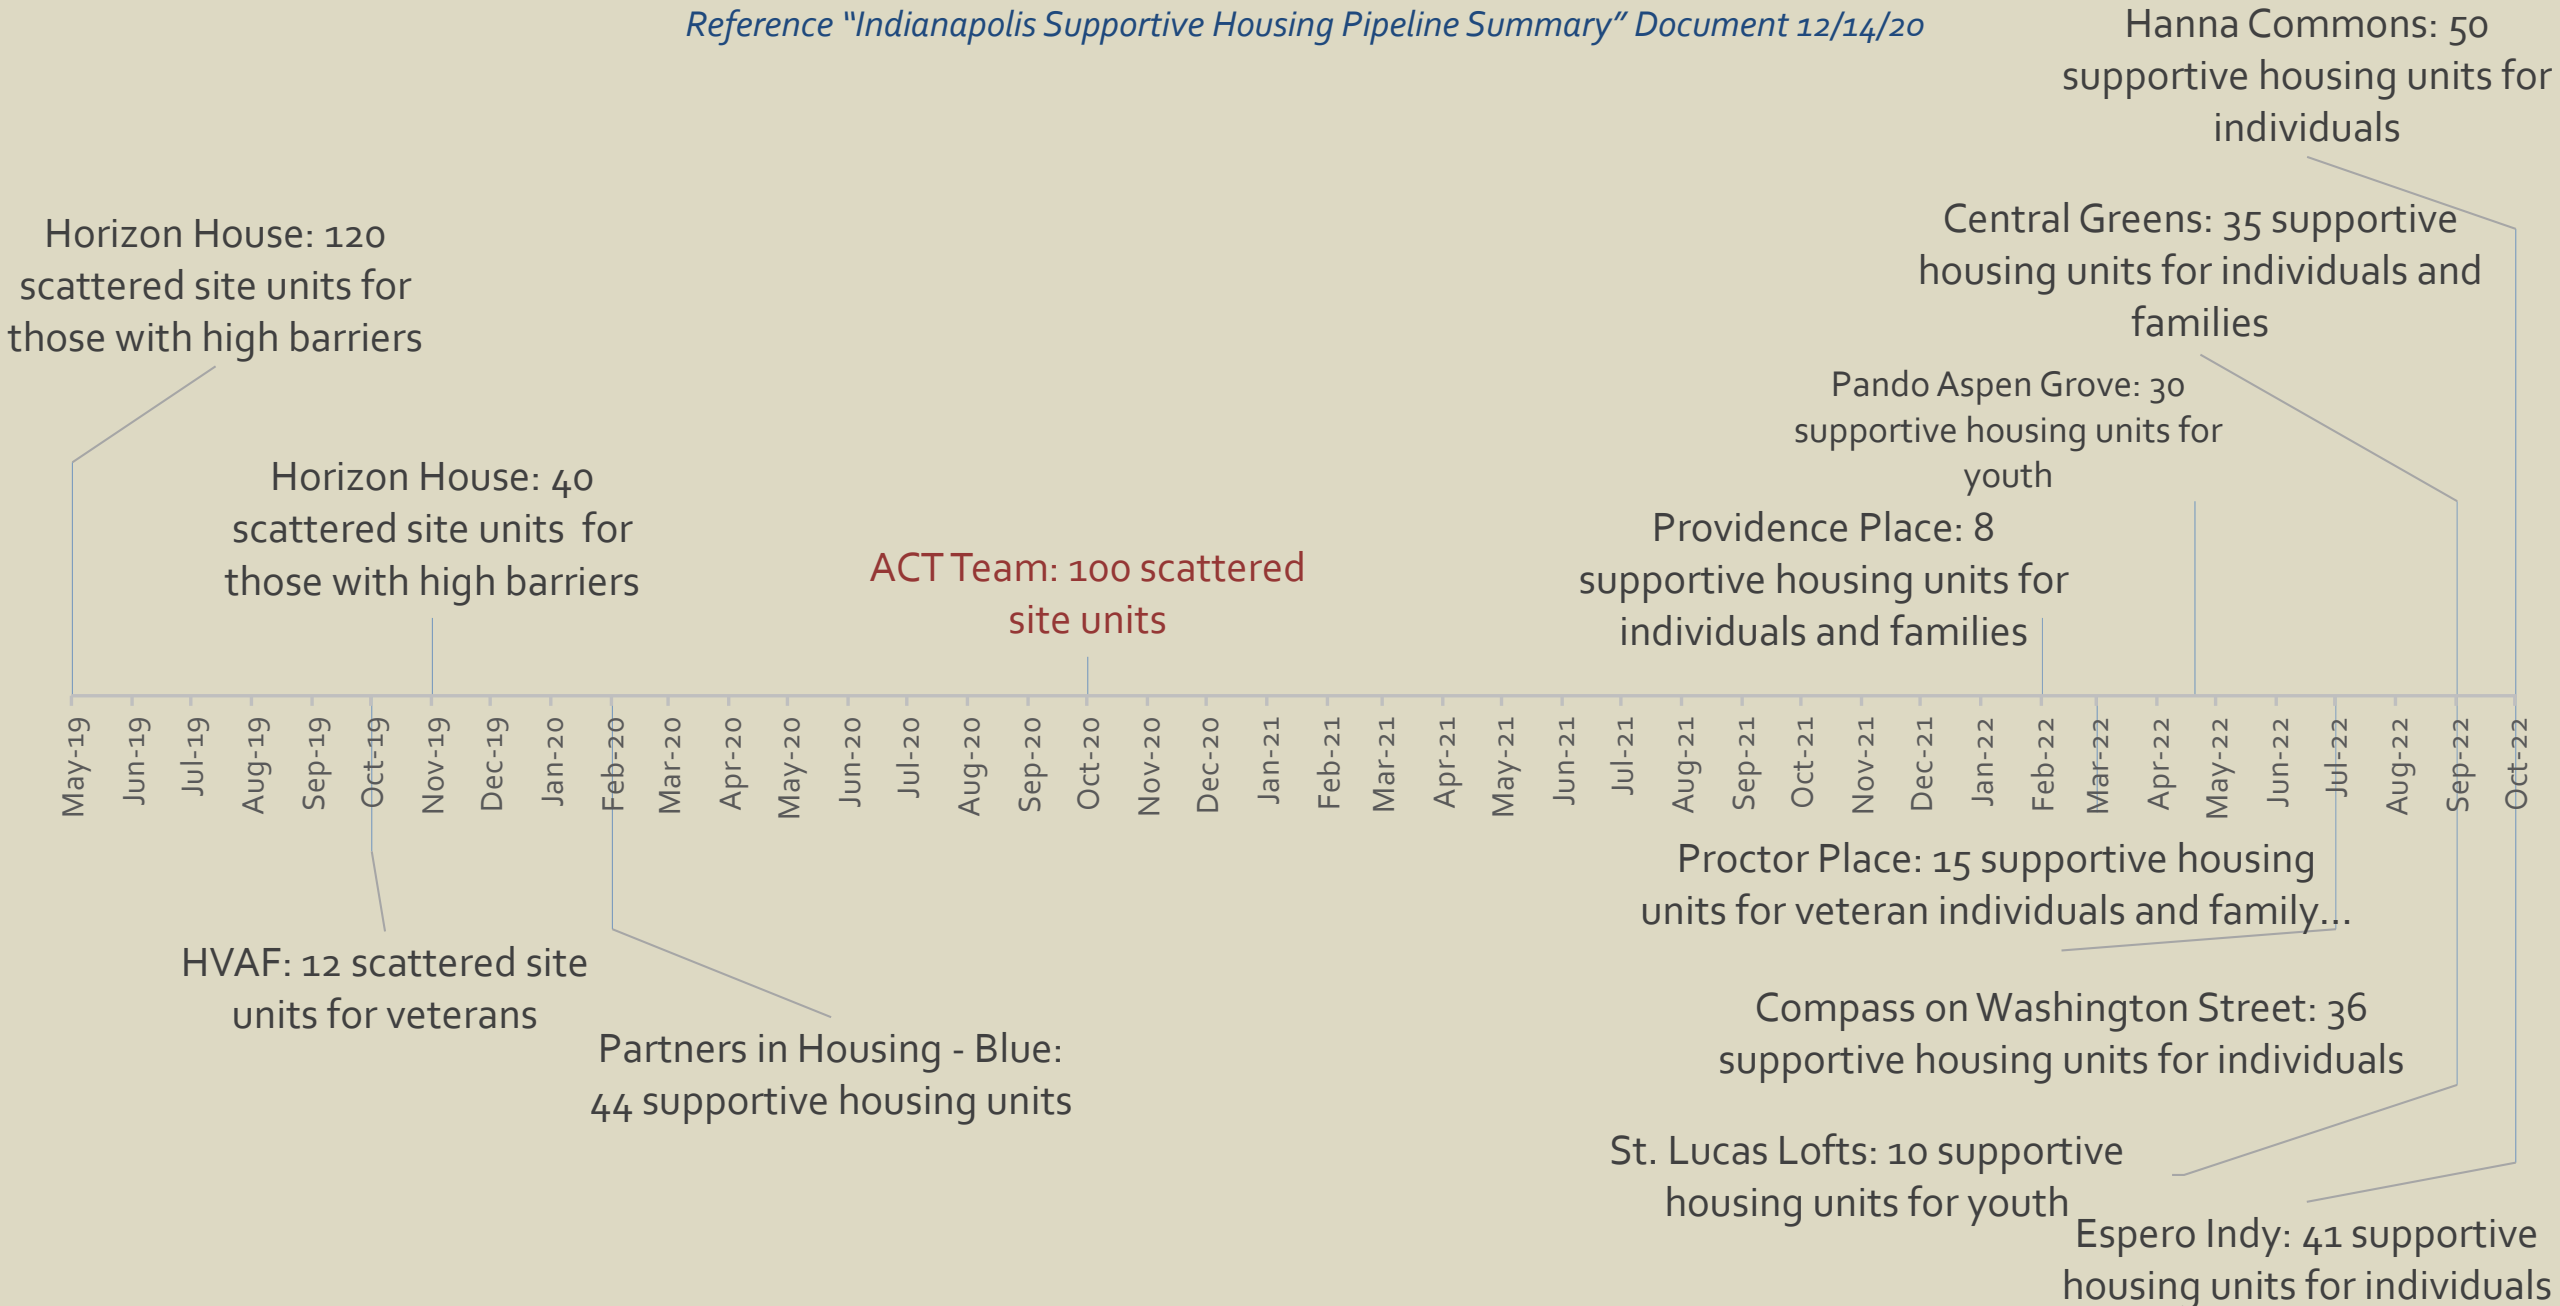 Reference “Indianapolis Supportive Housing Pipeline Summary” Document 12/14/20
Hanna Commons: 50
supportive housing units for
individuals
Horizon House: 120
scattered site units for
those with high barriers
Central Greens: 35 supportive
housing units for individuals and
families
Pando Aspen Grove: 30
supportive housing units for
youth
Horizon House: 40
scattered site units for
those with high barriers
ACT Team: 100 scattered
site units
Providence Place: 8
supportive housing units for
individuals and families
May-19
Jun-19
Jul-19
Aug-19
Sep-19
Oct-19
Nov-19
Dec-19
Jan-20
Feb-20
Mar-20
Apr-20
May-20
Jun-20
Jul-20
Aug-20
Sep-20
Oct-20
Nov-20
Dec-20
Jan-21
Feb-21
Mar-21
Apr-21
May-21
Jun-21
Jul-21
Aug-21
Sep-21
Oct-21
Nov-21
Dec-21
Jan-22
Feb-22
Mar-22
Apr-22
May-22
Jun-22
Jul-22
Aug-22
Sep-22
Oct-22
Proctor Place: 15 supportive housing
units for veteran individuals and family...
HVAF: 12 scattered site
units for veterans
Compass on Washington Street: 36
supportive housing units for individuals
Partners in Housing - Blue:
44 supportive housing units
St. Lucas Lofts: 10 supportive
housing units for youth
Espero Indy: 41 supportive
housing units for individuals